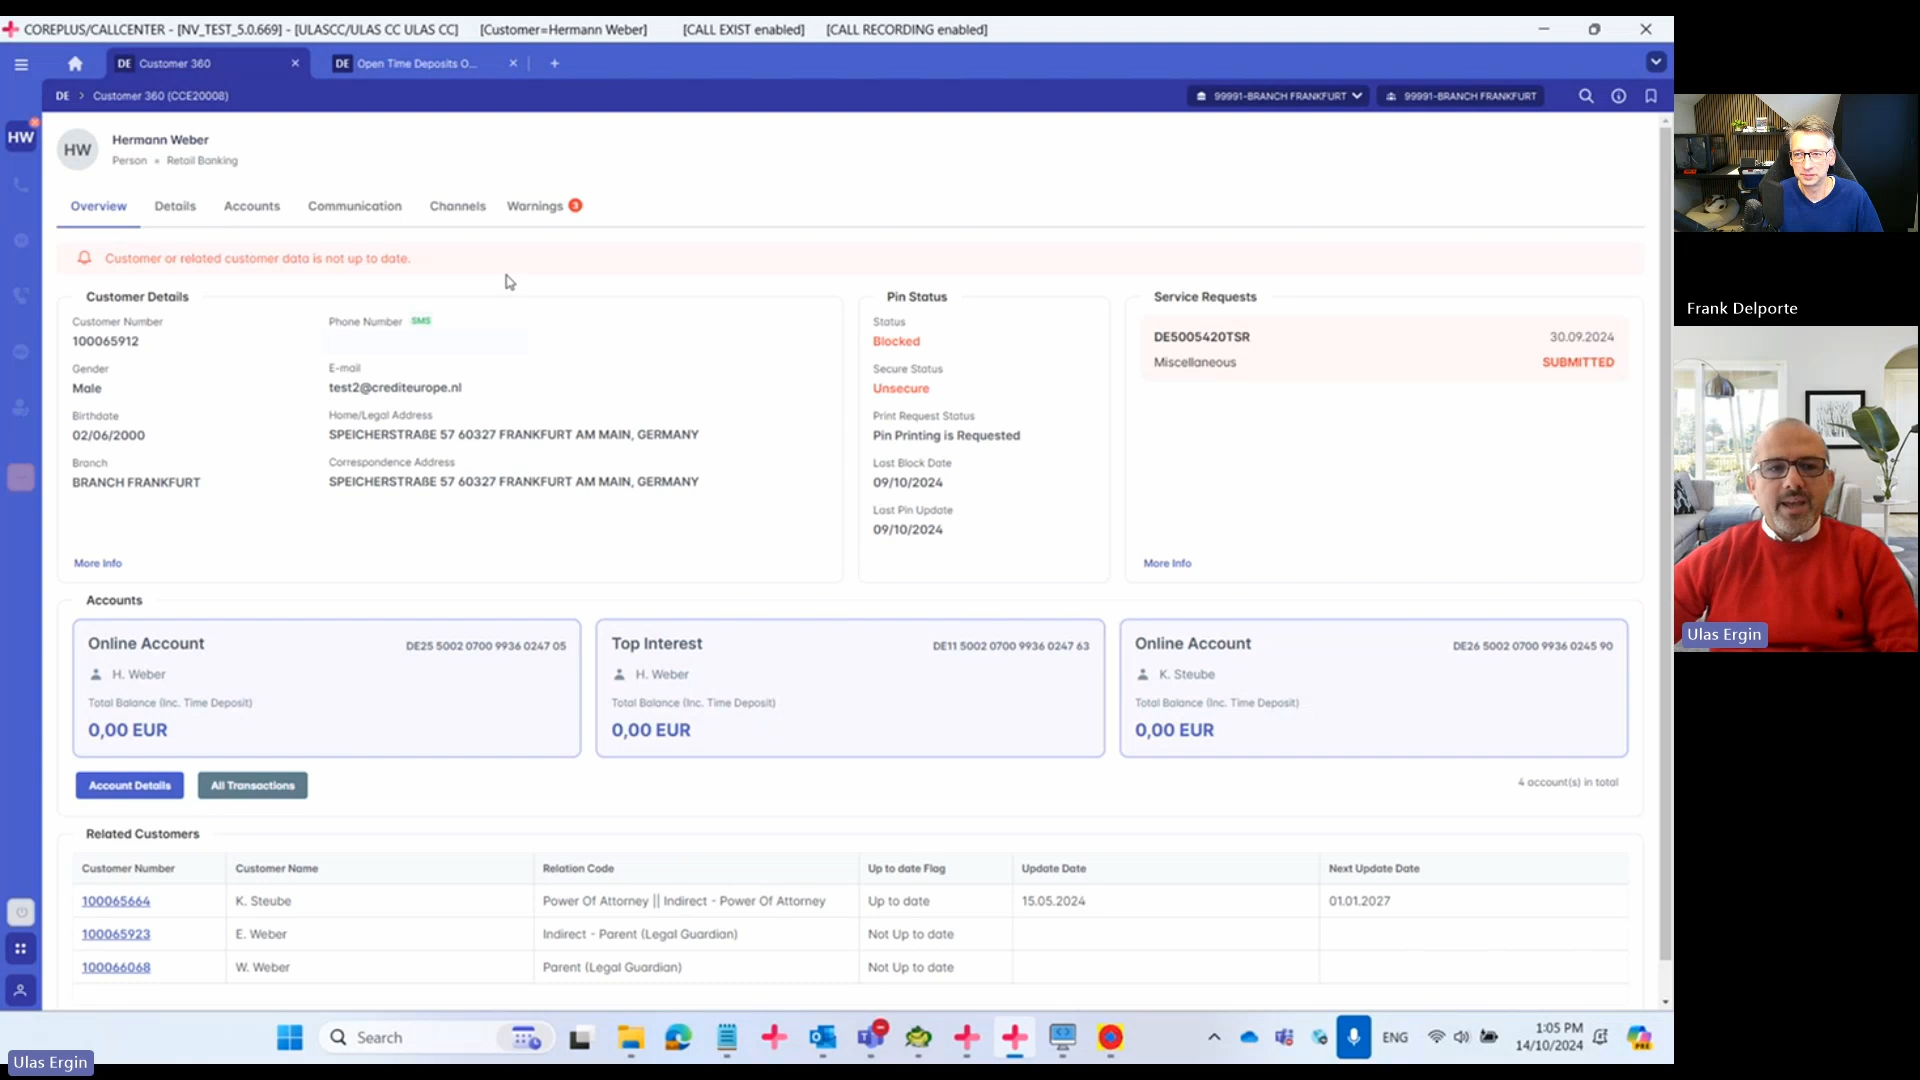 COREPLUS/CALLCENTER - [NV_TEST_5.0.669] - [ULASCC/ULAS CC ULAS CC] [Customer=Hermann Weber] [CALL EXIST enabled] [CALL RECORDING enabled]
DE Customer 360
DE Open Time Deposits O...
DE > Customer 360 (CCE20008)
99991-BRANCH FRANKFURT
99991-BRANCH FRANKFURT
HW
HW
Hermann Weber
Person • Retail Banking
Overview Details Accounts Communication Channels Warnings 3
Customer or related customer data is not up to date.
Customer Details
Customer Number
100065912
Gender
Male
Birthdate
02/06/2000
Branch
BRANCH FRANKFURT
Phone Number SMS
E-mail
test2@crediteurope.nl
Home/Legal Address
SPEICHERSTRAßE 57 60327 FRANKFURT AM MAIN, GERMANY
Correspondence Address
SPEICHERSTRAßE 57 60327 FRANKFURT AM MAIN, GERMANY
More Info
Pin Status
Status
Blocked
Secure Status
Unsecure
Print Request Status
Pin Printing is Requested
Last Block Date
09/10/2024
Last Pin Update
09/10/2024
Service Requests
DE5005420TSR 30.09.2024
Miscellaneous SUBMITTED
More Info
Accounts
Online Account DE25 5002 0700 9936 0247 05
H. Weber
Total Balance (Inc. Time Deposit)
0,00 EUR
Top Interest DE11 5002 0700 9936 0247 63
H. Weber
Total Balance (Inc. Time Deposit)
0,00 EUR
Online Account DE26 5002 0700 9936 0245 90
K. Steube
Total Balance (Inc. Time Deposit)
0,00 EUR
Account Details All Transactions
4 account(s) in total
Related Customers
Customer Number Customer Name Relation Code Up to date Flag Update Date Next Update Date
100065664 K. Steube Power Of Attorney || Indirect - Power Of Attorney Up to date 15.05.2024 01.01.2027
100065923 E. Weber Indirect - Parent (Legal Guardian) Not Up to date
100066068 W. Weber Parent (Legal Guardian) Not Up to date
Search
ENG
1:05 PM
14/10/2024
PRE
Ulas Ergin
Frank Delporte
Ulas Ergin